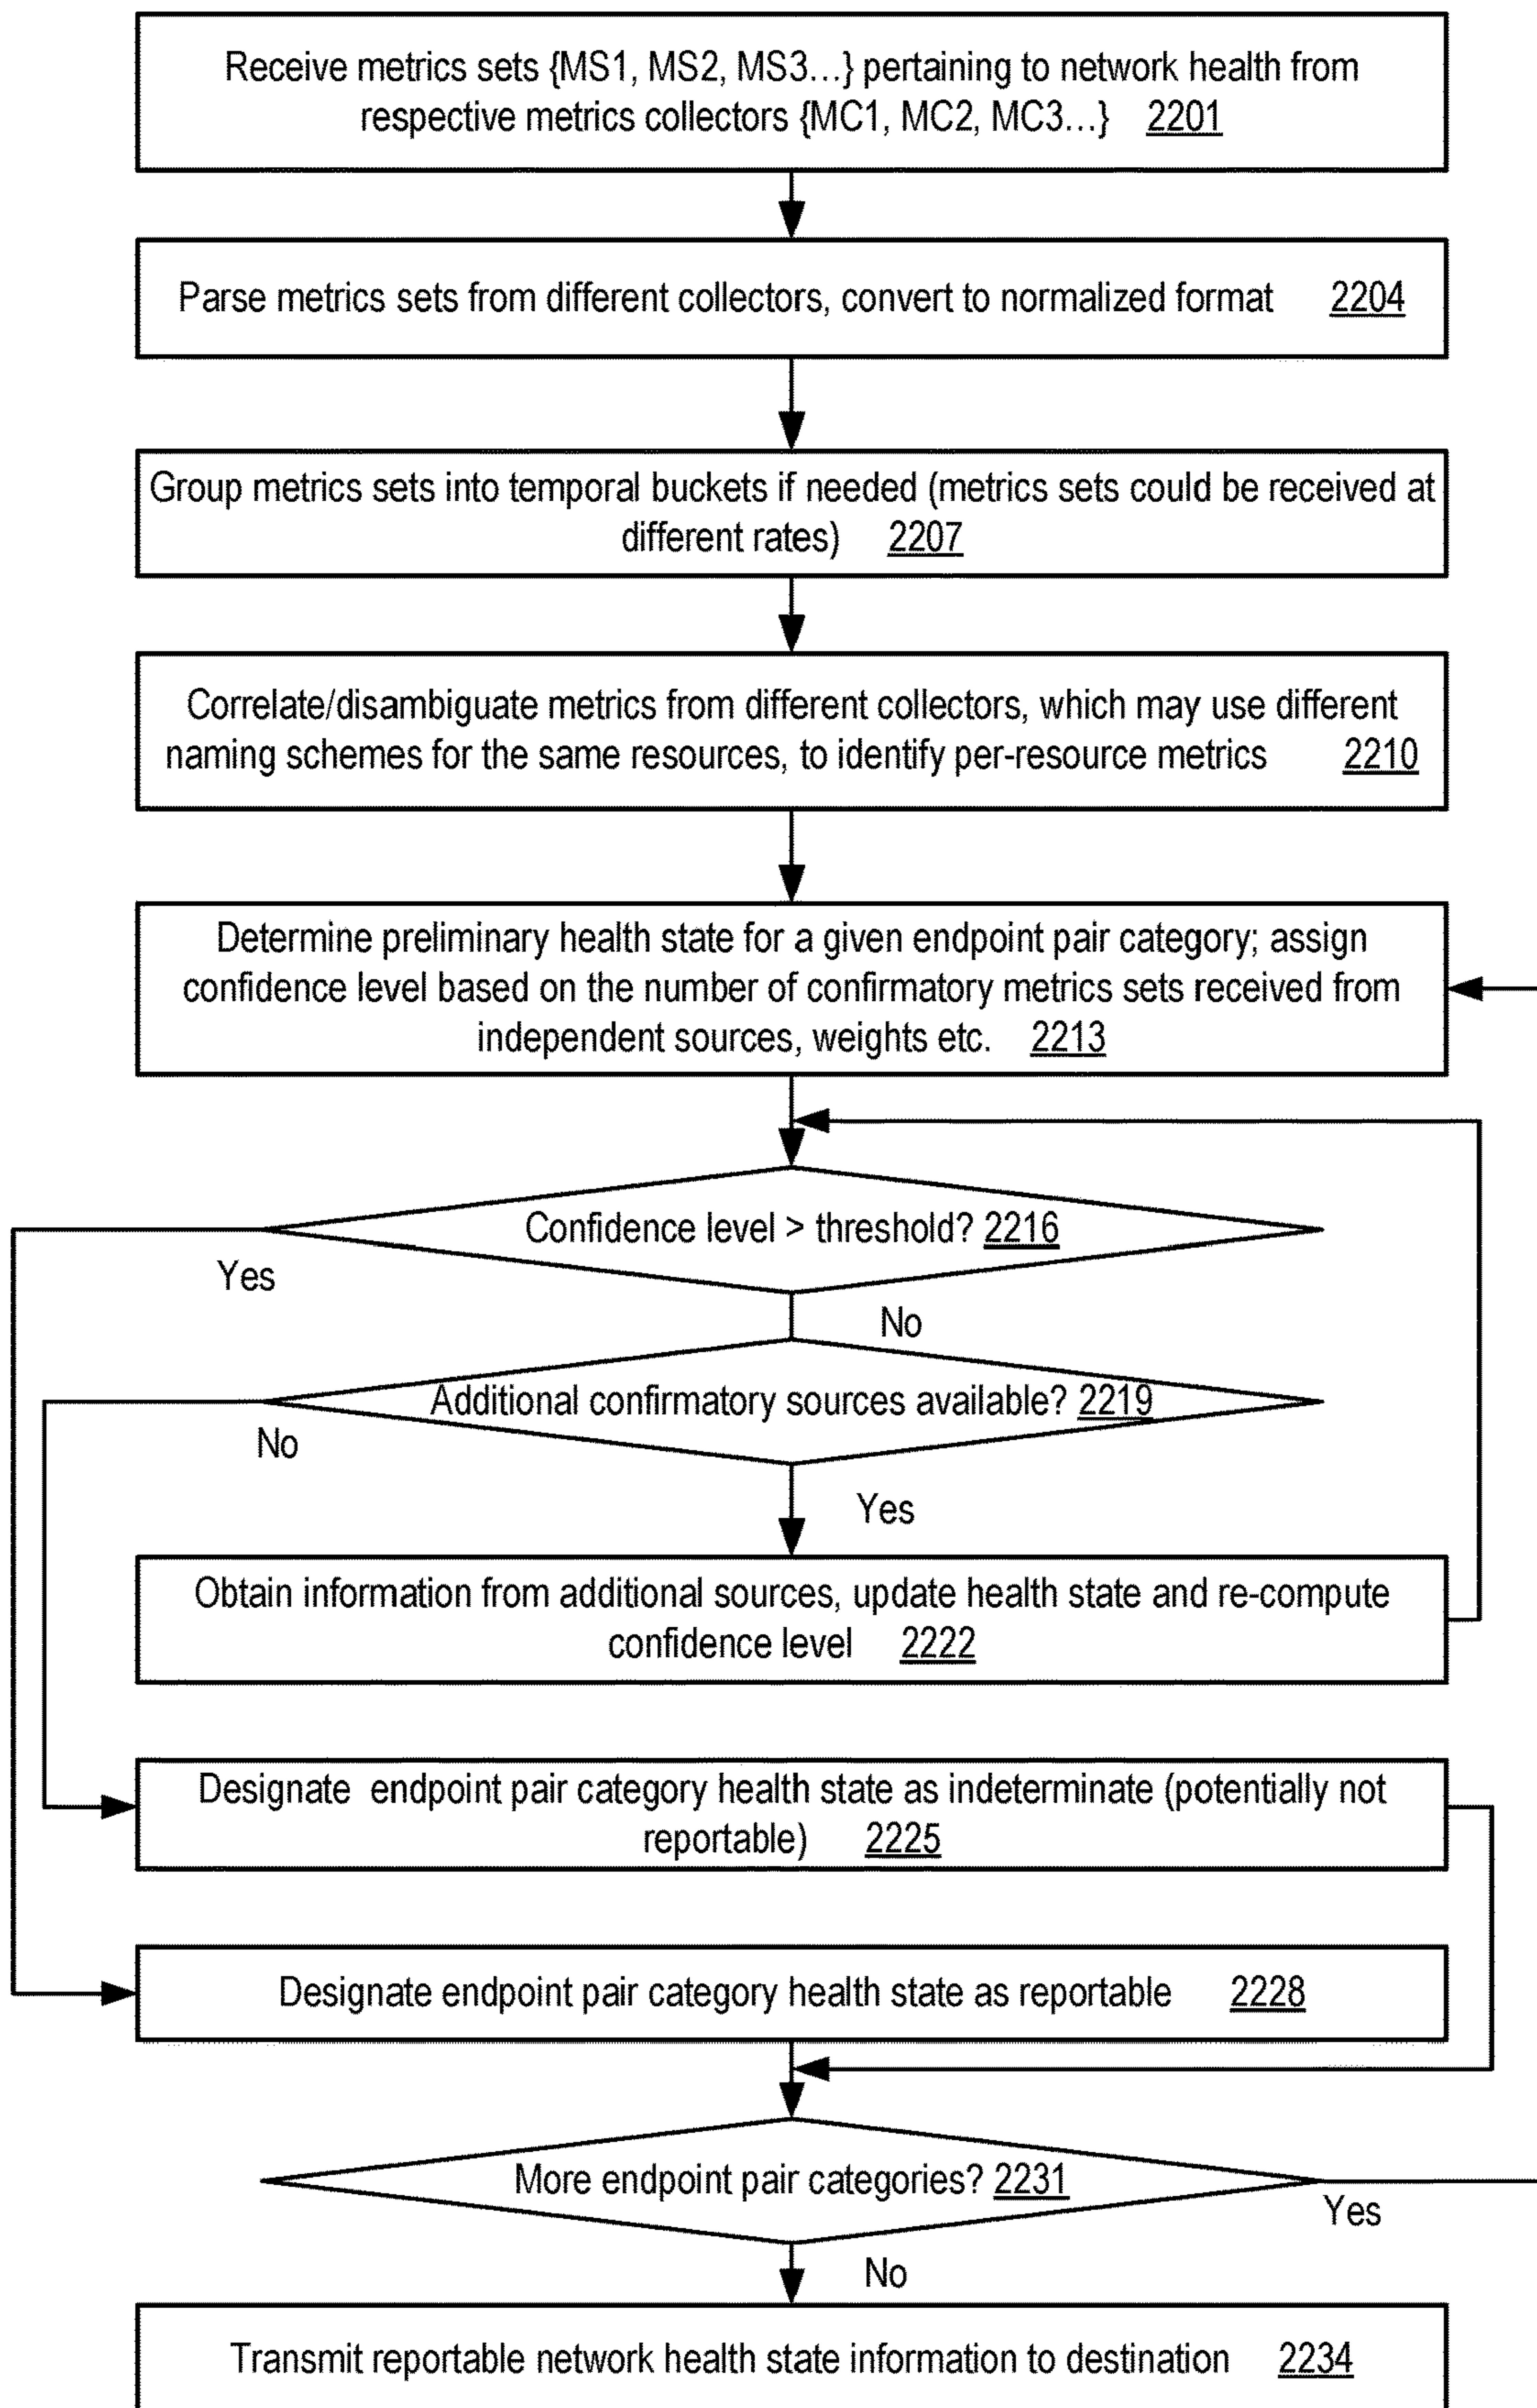 Receive metrics sets {MS1, MS2, MS3…} pertaining to network health from
respective metrics collectors {MC1, MC2, MC3…} 2201
Parse metrics sets from different collectors, convert to normalized format 2204
Group metrics sets into temporal buckets if needed (metrics sets could be received at
different rates) 2207
Correlate/disambiguate metrics from different collectors, which may use different
naming schemes for the same resources, to identify per-resource metrics 2210
Determine preliminary health state for a given endpoint pair category; assign
confidence level based on the number of confirmatory metrics sets received from
independent sources, weights etc. 2213
Confidence level > threshold? 2216
Yes
No
Additional confirmatory sources available? 2219
No
Yes
Obtain information from additional sources, update health state and re-compute
confidence level 2222
Designate endpoint pair category health state as indeterminate (potentially not
reportable) 2225
Designate endpoint pair category health state as reportable 2228
More endpoint pair categories? 2231
Yes
No
Transmit reportable network health state information to destination 2234